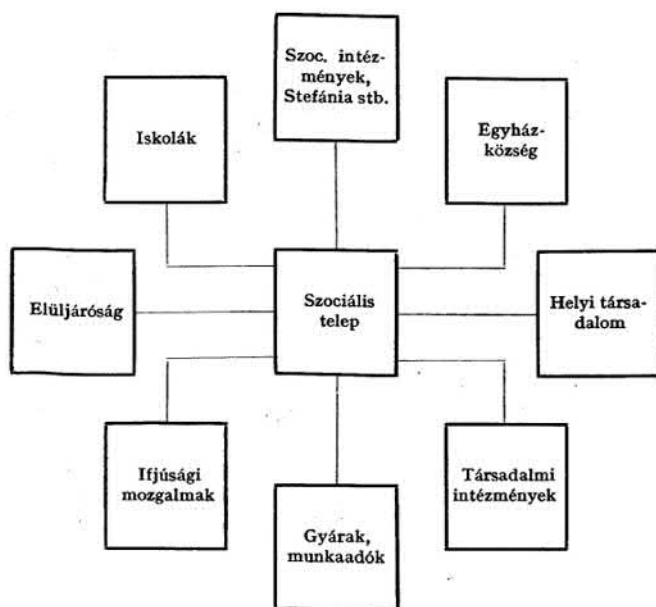 Szoc. intéz-
mények,
Stefánia stb.
Iskolák
Egyház-
község
Elüljáróság
Szociális
telep
Helyi társa-
dalom
Ifjúsági
mozgalmak
Társadalmi
intézmények
Gyárak,
munkaadók